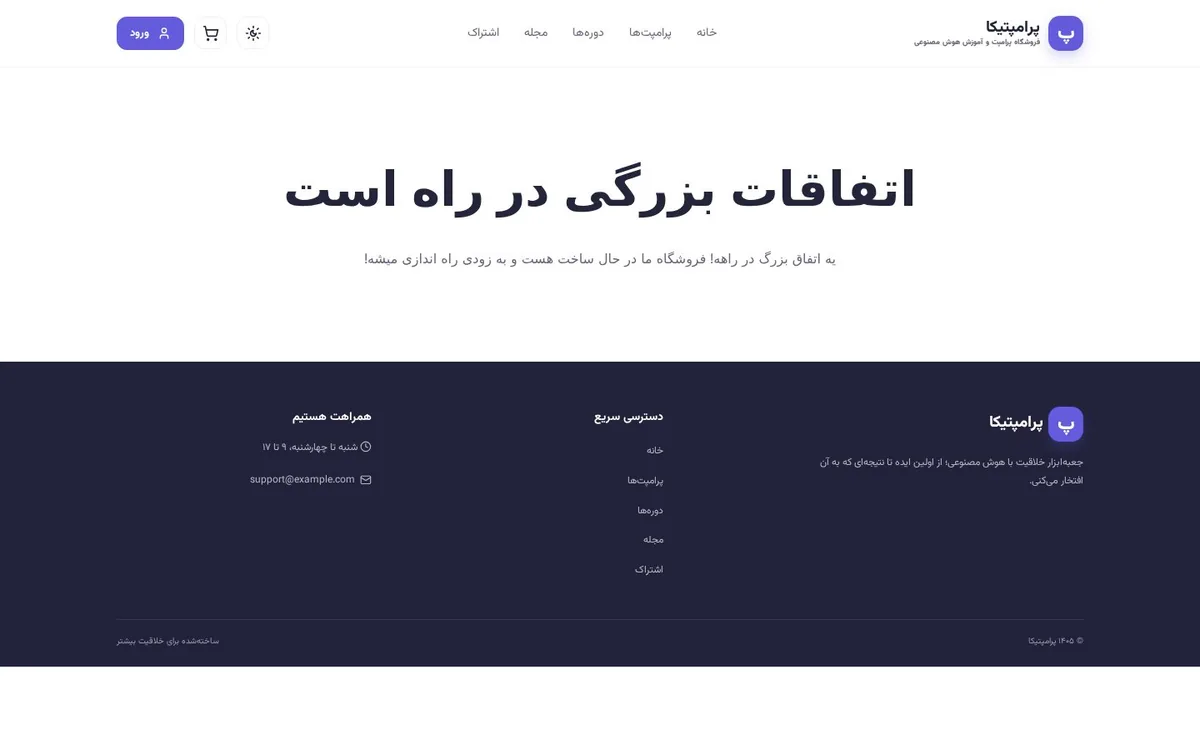 پ
پرامپتیکا
فروشگاه پرامپت و آموزش هوش مصنوعی
خانه
پرامپت‌ها
دوره‌ها
مجله
اشتراک
ورود
اتفاقات بزرگی در راه است
یه اتفاق بزرگ در راهه! فروشگاه ما در حال ساخت هست و به زودی راه اندازی میشه!
پ
پرامپتیکا
جعبه‌ابزار خلاقیت با هوش مصنوعی؛ از اولین ایده تا نتیجه‌ای که به آن
افتخار می‌کنی.
دسترسی سریع
خانه
پرامپت‌ها
دوره‌ها
مجله
اشتراک
همراهت هستیم
شنبه تا چهارشنبه، ۹ تا ۱۷
support@example.com
© ۱۴۰۵ پرامپتیکا
ساخته‌شده برای خلاقیت بیشتر